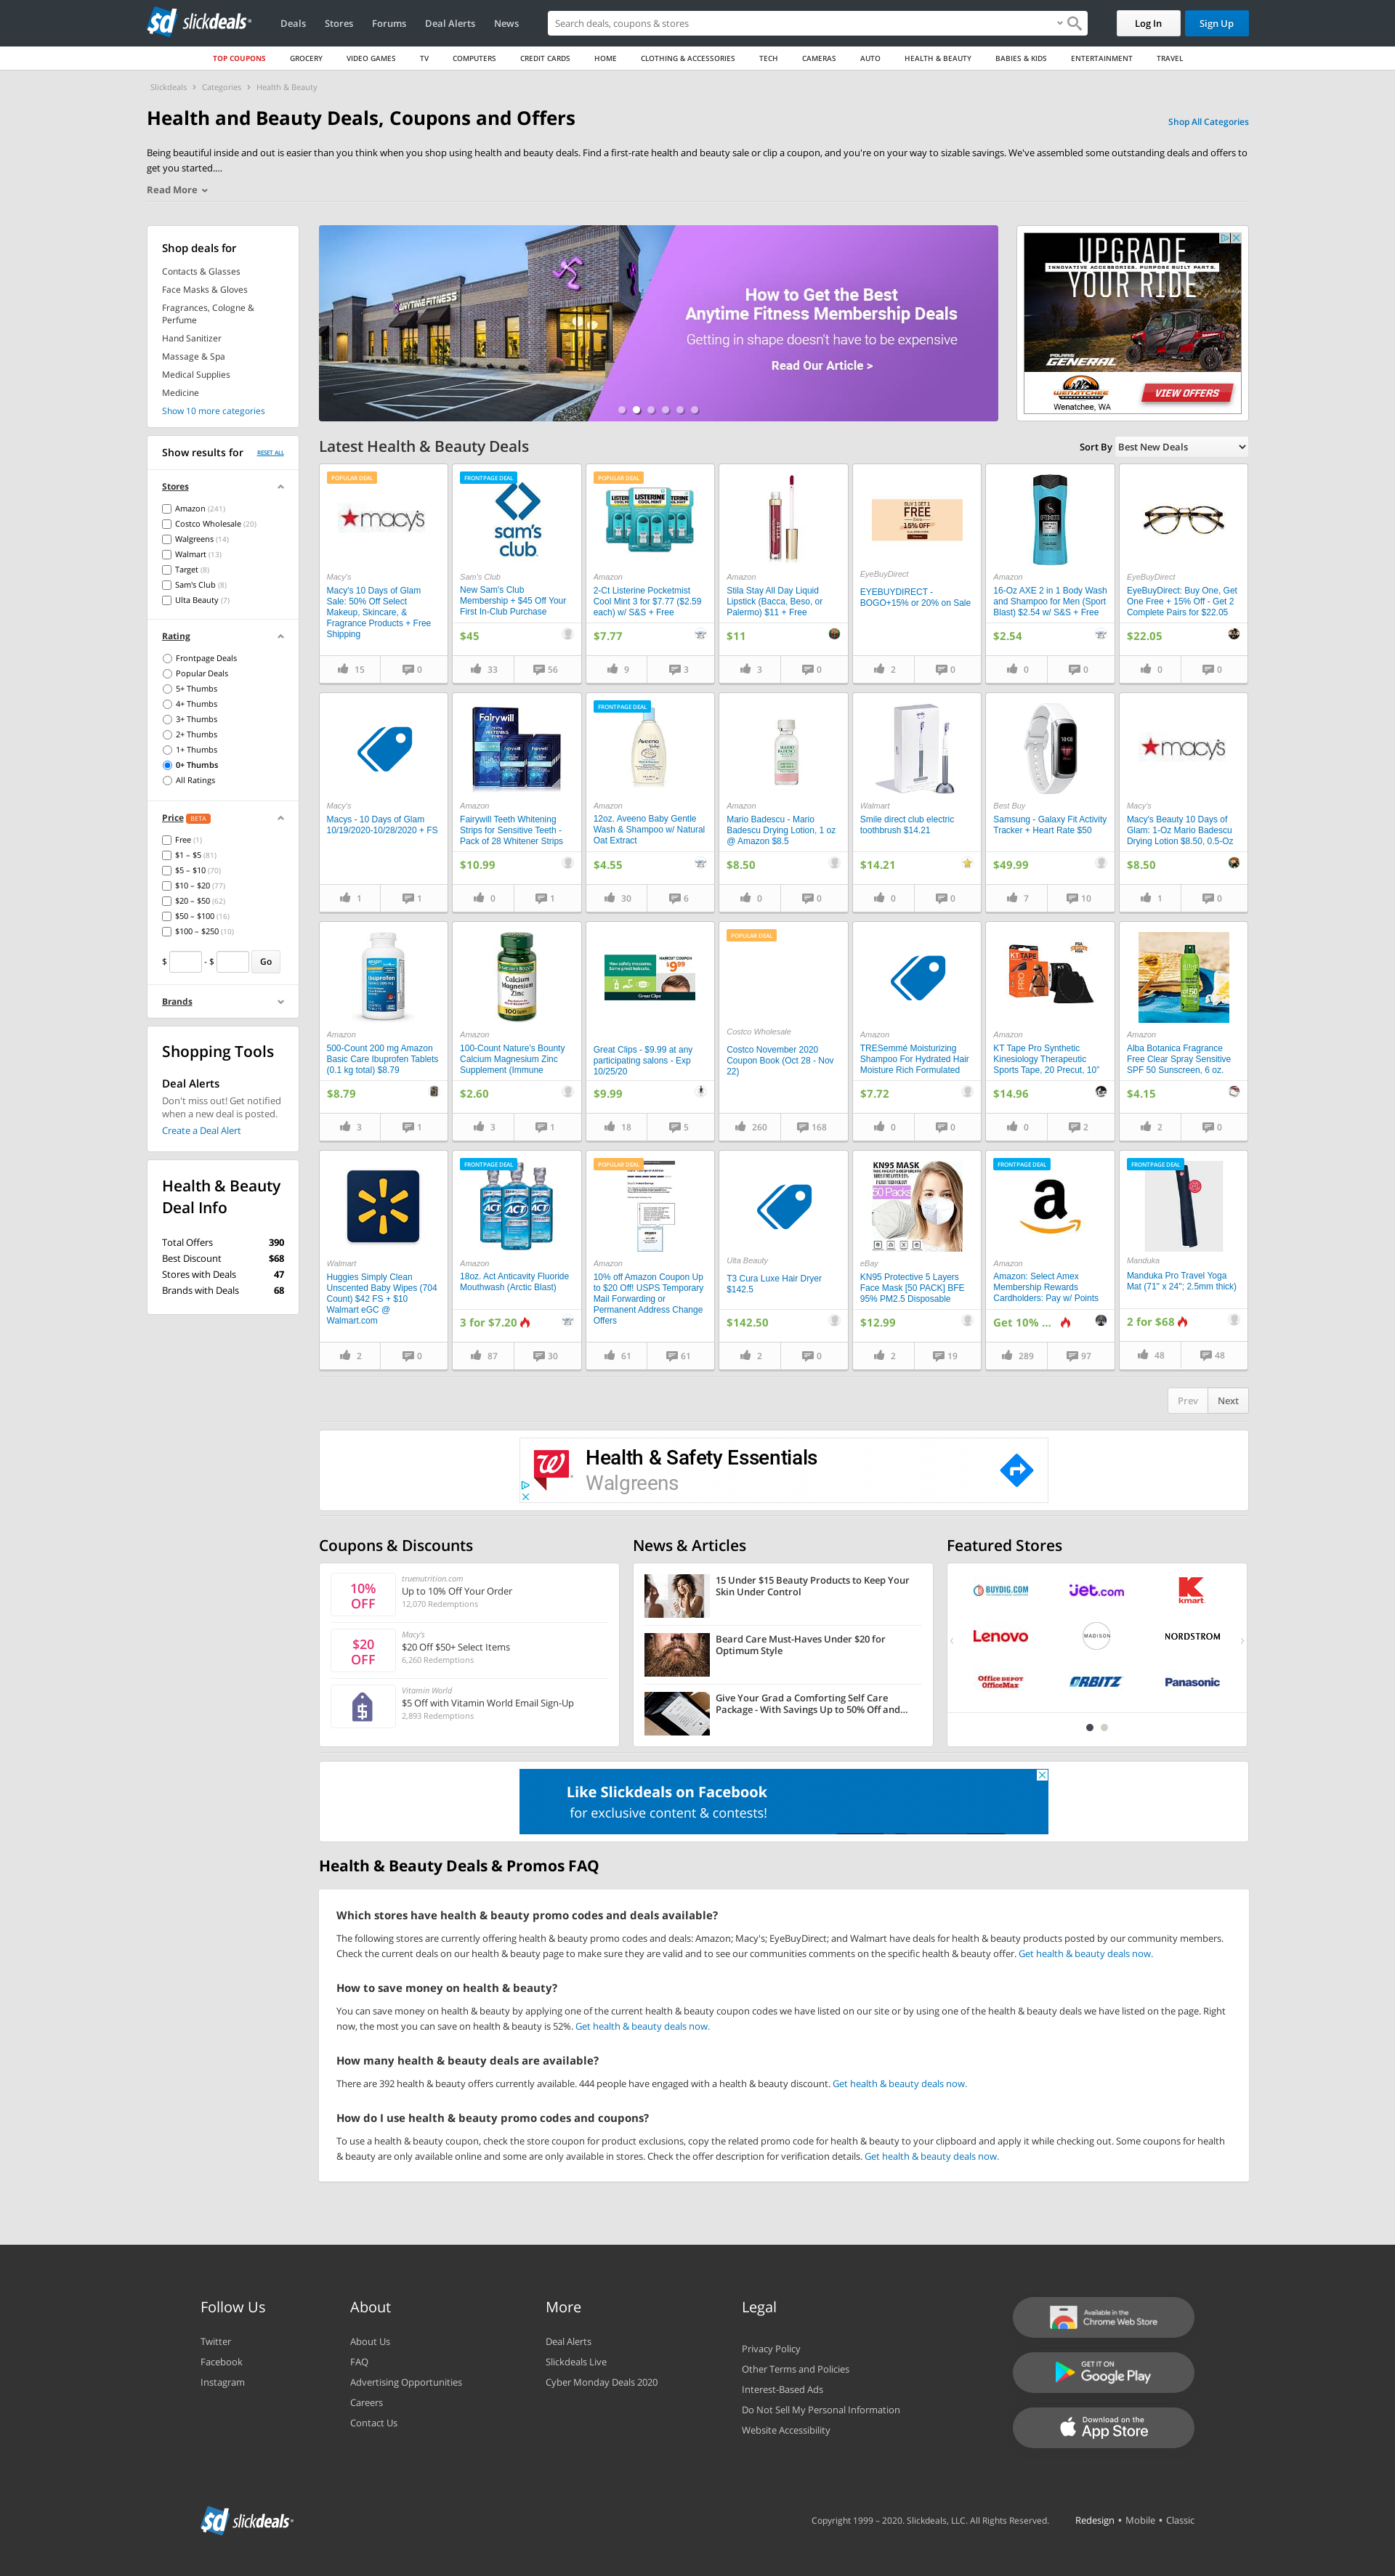 sd slickdeals
Deals Stores Forums Deal Alerts News
Search deals, coupons & stores
Log In
Sign Up
TOP COUPONS GROCERY VIDEO GAMES TV COMPUTERS CREDIT CARDS HOME CLOTHING & ACCESSORIES TECH CAMERAS AUTO HEALTH & BEAUTY BABIES & KIDS ENTERTAINMENT TRAVEL
Slickdeals › Categories › Health & Beauty
Health and Beauty Deals, Coupons and Offers
Shop All Categories
Being beautiful inside and out is easier than you think when you shop using health and beauty deals. Find a first-rate health and beauty sale or clip a coupon, and you're on your way to sizable savings. We've assembled some outstanding deals and offers to
get you started....
Read More
Shop deals for
Contacts & Glasses
Face Masks & Gloves
Fragrances, Cologne &
Perfume
Hand Sanitizer
Massage & Spa
Medical Supplies
Medicine
Show 10 more categories
Show results for RESET ALL
Stores
Amazon (241)
Costco Wholesale (20)
Walgreens (14)
Walmart (13)
Target (8)
Sam's Club (8)
Ulta Beauty (7)
Rating
Frontpage Deals
Popular Deals
5+ Thumbs
4+ Thumbs
3+ Thumbs
2+ Thumbs
1+ Thumbs
0+ Thumbs
All Ratings
Price BETA
Free (1)
$1 – $5 (81)
$5 – $10 (70)
$10 – $20 (77)
$20 – $50 (62)
$50 – $100 (16)
$100 – $250 (10)
$ - $ Go
Brands
Shopping Tools
Deal Alerts
Don't miss out! Get notified
when a new deal is posted.
Create a Deal Alert
Health & Beauty
Deal Info
Total Offers 390
Best Discount $68
Stores with Deals 47
Brands with Deals 68
ANYTIME FITNESS
How to Get the Best
Anytime Fitness Membership Deals
Getting in shape doesn't have to be expensive
Read Our Article >
UPGRADE
INNOVATIVE ACCESSORIES. PURPOSE BUILT PARTS.
YOUR RIDE
POLARIS
GENERAL
WENATCHEE
Wenatchee, WA
VIEW OFFERS
Latest Health & Beauty Deals
Sort By Best New Deals
POPULAR DEAL
macy's
Macy's
Macy's 10 Days of Glam
Sale: 50% Off Select
Makeup, Skincare, &
Fragrance Products + Free
Shipping
15 0
FRONTPAGE DEAL
sam's
club
Sam's Club
New Sam's Club
Membership + $45 Off Your
First In-Club Purchase
$45
33 56
POPULAR DEAL
LISTERINE
COOL MINT
Amazon
2-Ct Listerine Pocketmist
Cool Mint 3 for $7.77 ($2.59
each) w/ S&S + Free
$7.77
9 3
Amazon
Stila Stay All Day Liquid
Lipstick (Bacca, Beso, or
Palermo) $11 + Free
$11
3 0
BUY 1 GET 1
FREE
15% OFF
EyeBuyDirect
EYEBUYDIRECT -
BOGO+15% or 20% on Sale
2 0
Amazon
16-Oz AXE 2 in 1 Body Wash
and Shampoo for Men (Sport
Blast) $2.54 w/ S&S + Free
$2.54
0 0
EyeBuyDirect
EyeBuyDirect: Buy One, Get
One Free + 15% Off - Get 2
Complete Pairs for $22.05
$22.05
0 0
Macy's
Macys - 10 Days of Glam
10/19/2020-10/28/2020 + FS
1 1
Fairywill
Amazon
Fairywill Teeth Whitening
Strips for Sensitive Teeth -
Pack of 28 Whitener Strips
$10.99
0 1
FRONTPAGE DEAL
Aveeno
Baby
Amazon
12oz. Aveeno Baby Gentle
Wash & Shampoo w/ Natural
Oat Extract
$4.55
30 6
Amazon
Mario Badescu - Mario
Badescu Drying Lotion, 1 oz
@ Amazon $8.5
$8.50
0 0
Walmart
Smile direct club electric
toothbrush $14.21
$14.21
0 0
Best Buy
Samsung - Galaxy Fit Activity
Tracker + Heart Rate $50
$49.99
7 10
macy's
Macy's
Macy's Beauty 10 Days of
Glam: 1-Oz Mario Badescu
Drying Lotion $8.50, 0.5-Oz
$8.50
1 0
Ibuprofen
Amazon
500-Count 200 mg Amazon
Basic Care Ibuprofen Tablets
(0.1 kg total) $8.79
$8.79
3 1
Calcium
Magnesium
Zinc
100
Amazon
100-Count Nature's Bounty
Calcium Magnesium Zinc
Supplement (Immune
$2.60
3 1
New safety measures.
Same great haircuts.
HAIRCUT COUPON
$9.99
Great Clips
Great Clips - $9.99 at any
participating salons - Exp
10/25/20
$9.99
18 5
POPULAR DEAL
Costco Wholesale
Costco November 2020
Coupon Book (Oct 28 - Nov
22)
260 168
Amazon
TRESemmé Moisturizing
Shampoo For Hydrated Hair
Moisture Rich Formulated
$7.72
0 0
KT TAPE
PRO
Amazon
KT Tape Pro Synthetic
Kinesiology Therapeutic
Sports Tape, 20 Precut, 10"
$14.96
0 2
50
Amazon
Alba Botanica Fragrance
Free Clear Spray Sensitive
SPF 50 Sunscreen, 6 oz.
$4.15
2 0
Walmart
Huggies Simply Clean
Unscented Baby Wipes (704
Count) $42 FS + $10
Walmart eGC @
Walmart.com
2 0
FRONTPAGE DEAL
ACT ACT ACT
Amazon
18oz. Act Anticavity Fluoride
Mouthwash (Arctic Blast)
3 for $7.20
87 30
POPULAR DEAL
Amazon
10% off Amazon Coupon Up
to $20 Off! USPS Temporary
Mail Forwarding or
Permanent Address Change
Offers
61 61
Ulta Beauty
T3 Cura Luxe Hair Dryer
$142.5
$142.50
2 0
KN95 MASK
50 Packs
eBay
KN95 Protective 5 Layers
Face Mask [50 PACK] BFE
95% PM2.5 Disposable
$12.99
2 19
FRONTPAGE DEAL
a
Amazon
Amazon: Select Amex
Membership Rewards
Cardholders: Pay w/ Points
Get 10% ...
289 97
FRONTPAGE DEAL
Manduka
Manduka Pro Travel Yoga
Mat (71" x 24"; 2.5mm thick)
2 for $68
48 48
Prev Next
W
Health & Safety Essentials
Walgreens
Coupons & Discounts
10%
OFF
truenutrition.com
Up to 10% Off Your Order
12,070 Redemptions
$20
OFF
Macy's
$20 Off $50+ Select Items
6,260 Redemptions
$
Vitamin World
$5 Off with Vitamin World Email Sign-Up
2,893 Redemptions
News & Articles
15 Under $15 Beauty Products to Keep Your
Skin Under Control
Beard Care Must-Haves Under $20 for
Optimum Style
Give Your Grad a Comforting Self Care
Package - With Savings Up to 50% Off and...
Featured Stores
BUYDIG.COM jet.com kmart
Lenovo MADISON NORDSTROM
Office DEPOT OfficeMax ORBITZ Panasonic
Like Slickdeals on Facebook
for exclusive content & contests!
Health & Beauty Deals & Promos FAQ
Which stores have health & beauty promo codes and deals available?
The following stores are currently offering health & beauty promo codes and deals: Amazon; Macy's; EyeBuyDirect; and Walmart have deals for health & beauty products posted by our community members.
Check the current deals on our health & beauty page to make sure they are valid and to see our communities comments on the specific health & beauty offer. Get health & beauty deals now.
How to save money on health & beauty?
You can save money on health & beauty by applying one of the current health & beauty coupon codes we have listed on our site or by using one of the health & beauty deals we have listed on the page. Right
now, the most you can save on health & beauty is 52%. Get health & beauty deals now.
How many health & beauty deals are available?
There are 392 health & beauty offers currently available. 444 people have engaged with a health & beauty discount. Get health & beauty deals now.
How do I use health & beauty promo codes and coupons?
To use a health & beauty coupon, check the store coupon for product exclusions, copy the related promo code for health & beauty to your clipboard and apply it while checking out. Some coupons for health
& beauty are only available online and some are only available in stores. Check the offer description for verification details. Get health & beauty deals now.
Follow Us
Twitter
Facebook
Instagram
About
About Us
FAQ
Advertising Opportunities
Careers
Contact Us
More
Deal Alerts
Slickdeals Live
Cyber Monday Deals 2020
Legal
Privacy Policy
Other Terms and Policies
Interest-Based Ads
Do Not Sell My Personal Information
Website Accessibility
Available in the
Chrome Web Store
GET IT ON
Google Play
Download on the
App Store
sd slickdeals
Copyright 1999 – 2020. Slickdeals, LLC. All Rights Reserved. Redesign • Mobile • Classic